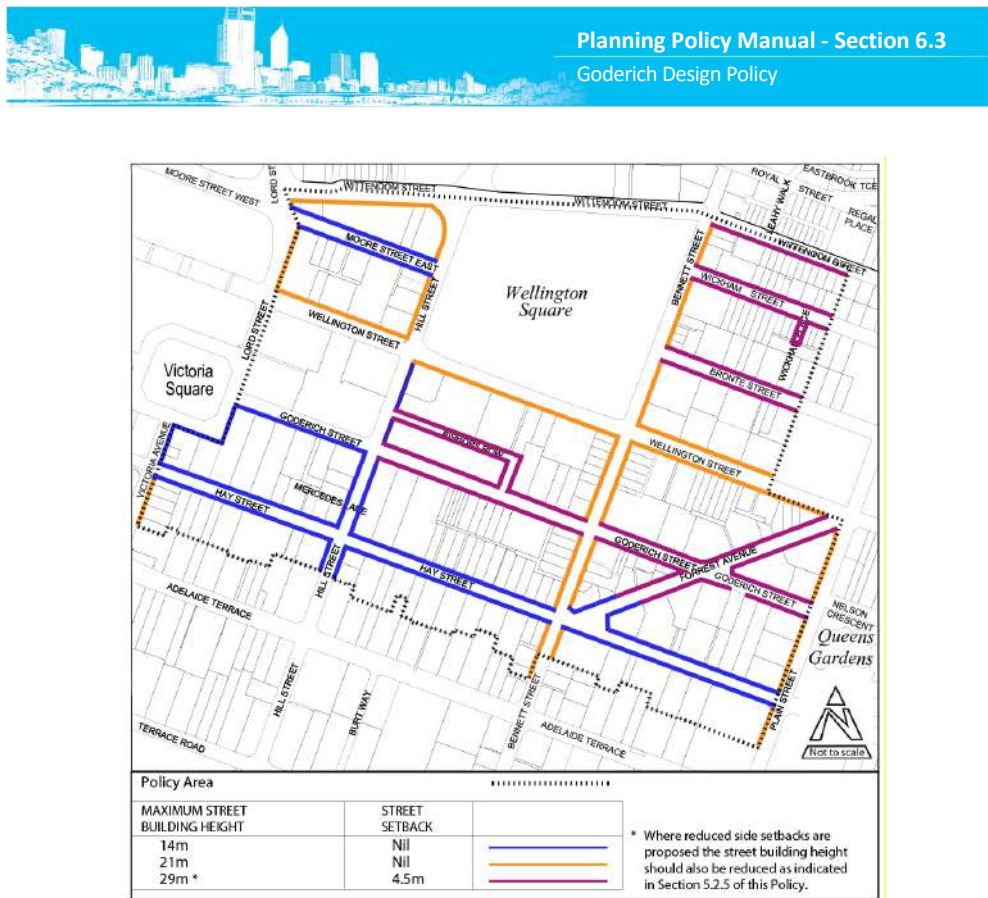 Planning Policy Manual - Section 6.3
Goderich Design Policy
MOORE STREET WEST
LORD ST
WITTENOOM STREET
WITTENOOM STREET
ROYAL STREET
LEAHY WALK
EASTBROOK TCE
REGAL PLACE
MOORE STREET EAST
HILL STREET
BENNETT STREET
WITTENOOM STREET
WICKHAM STREET
Wellington
Square
WELLINGTON STREET
LORD STREET
BRONTE STREET
Victoria
Square
GODERICH STREET
WELLINGTON STREET
VICTORIA AVENUE
HAY STREET
HILL STREET
HAY STREET
GODERICH STREET
FORREST AVENUE
GODERICH STREET
NELSON
CRESCENT
Queens
Gardens
ADELAIDE TERRACE
HILL STREET
BURT WAY
BENNETT STREET
ADELAIDE TERRACE
PLAIN STREET
TERRACE ROAD
N
Not to scale
Policy Area
MAXIMUM STREET STREET
BUILDING HEIGHT SETBACK
14m Nil
21m Nil
29m * 4.5m
* Where reduced side setbacks are
proposed the street building height
should also be reduced as indicated
in Section 5.2.5 of this Policy.